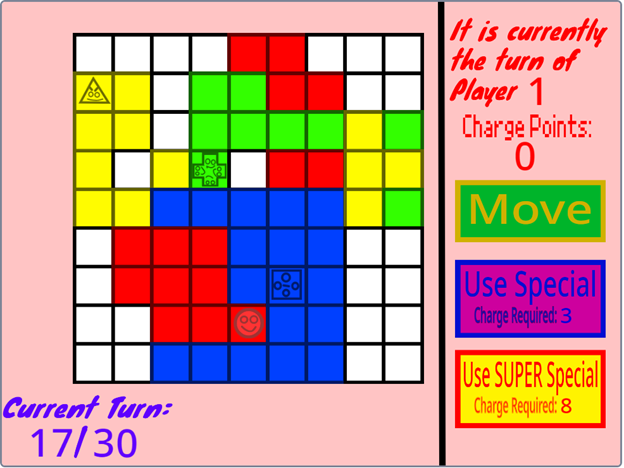 It is currently
the turn of
Player 1
Charge Points:
0
Move
Use Special
Charge Required: 3
Use SUPER Special
Charge Required: 8
Current Turn:
17/30